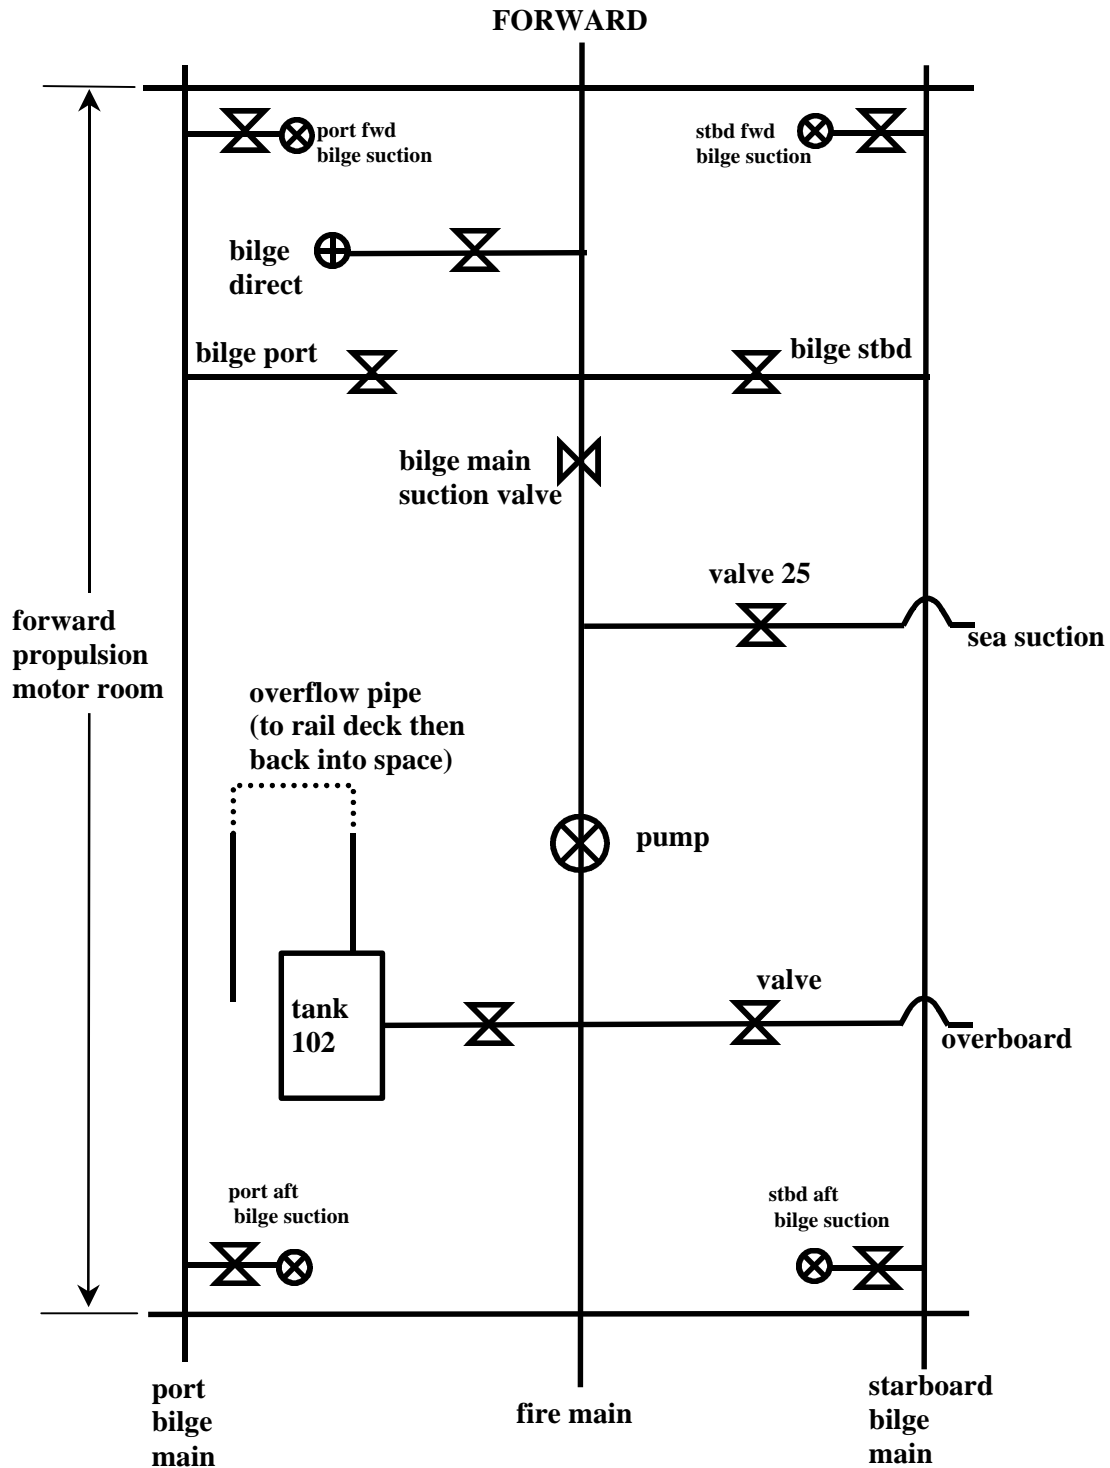 FORWARD
port fwd
bilge suction
stbd fwd
bilge suction
bilge
direct
bilge port
bilge stbd
bilge main
suction valve
valve 25
sea suction
forward
propulsion
motor room
overflow pipe
(to rail deck then
back into space)
pump
valve
tank
102
overboard
port aft
bilge suction
stbd aft
bilge suction
port
bilge
main
fire main
starboard
bilge
main